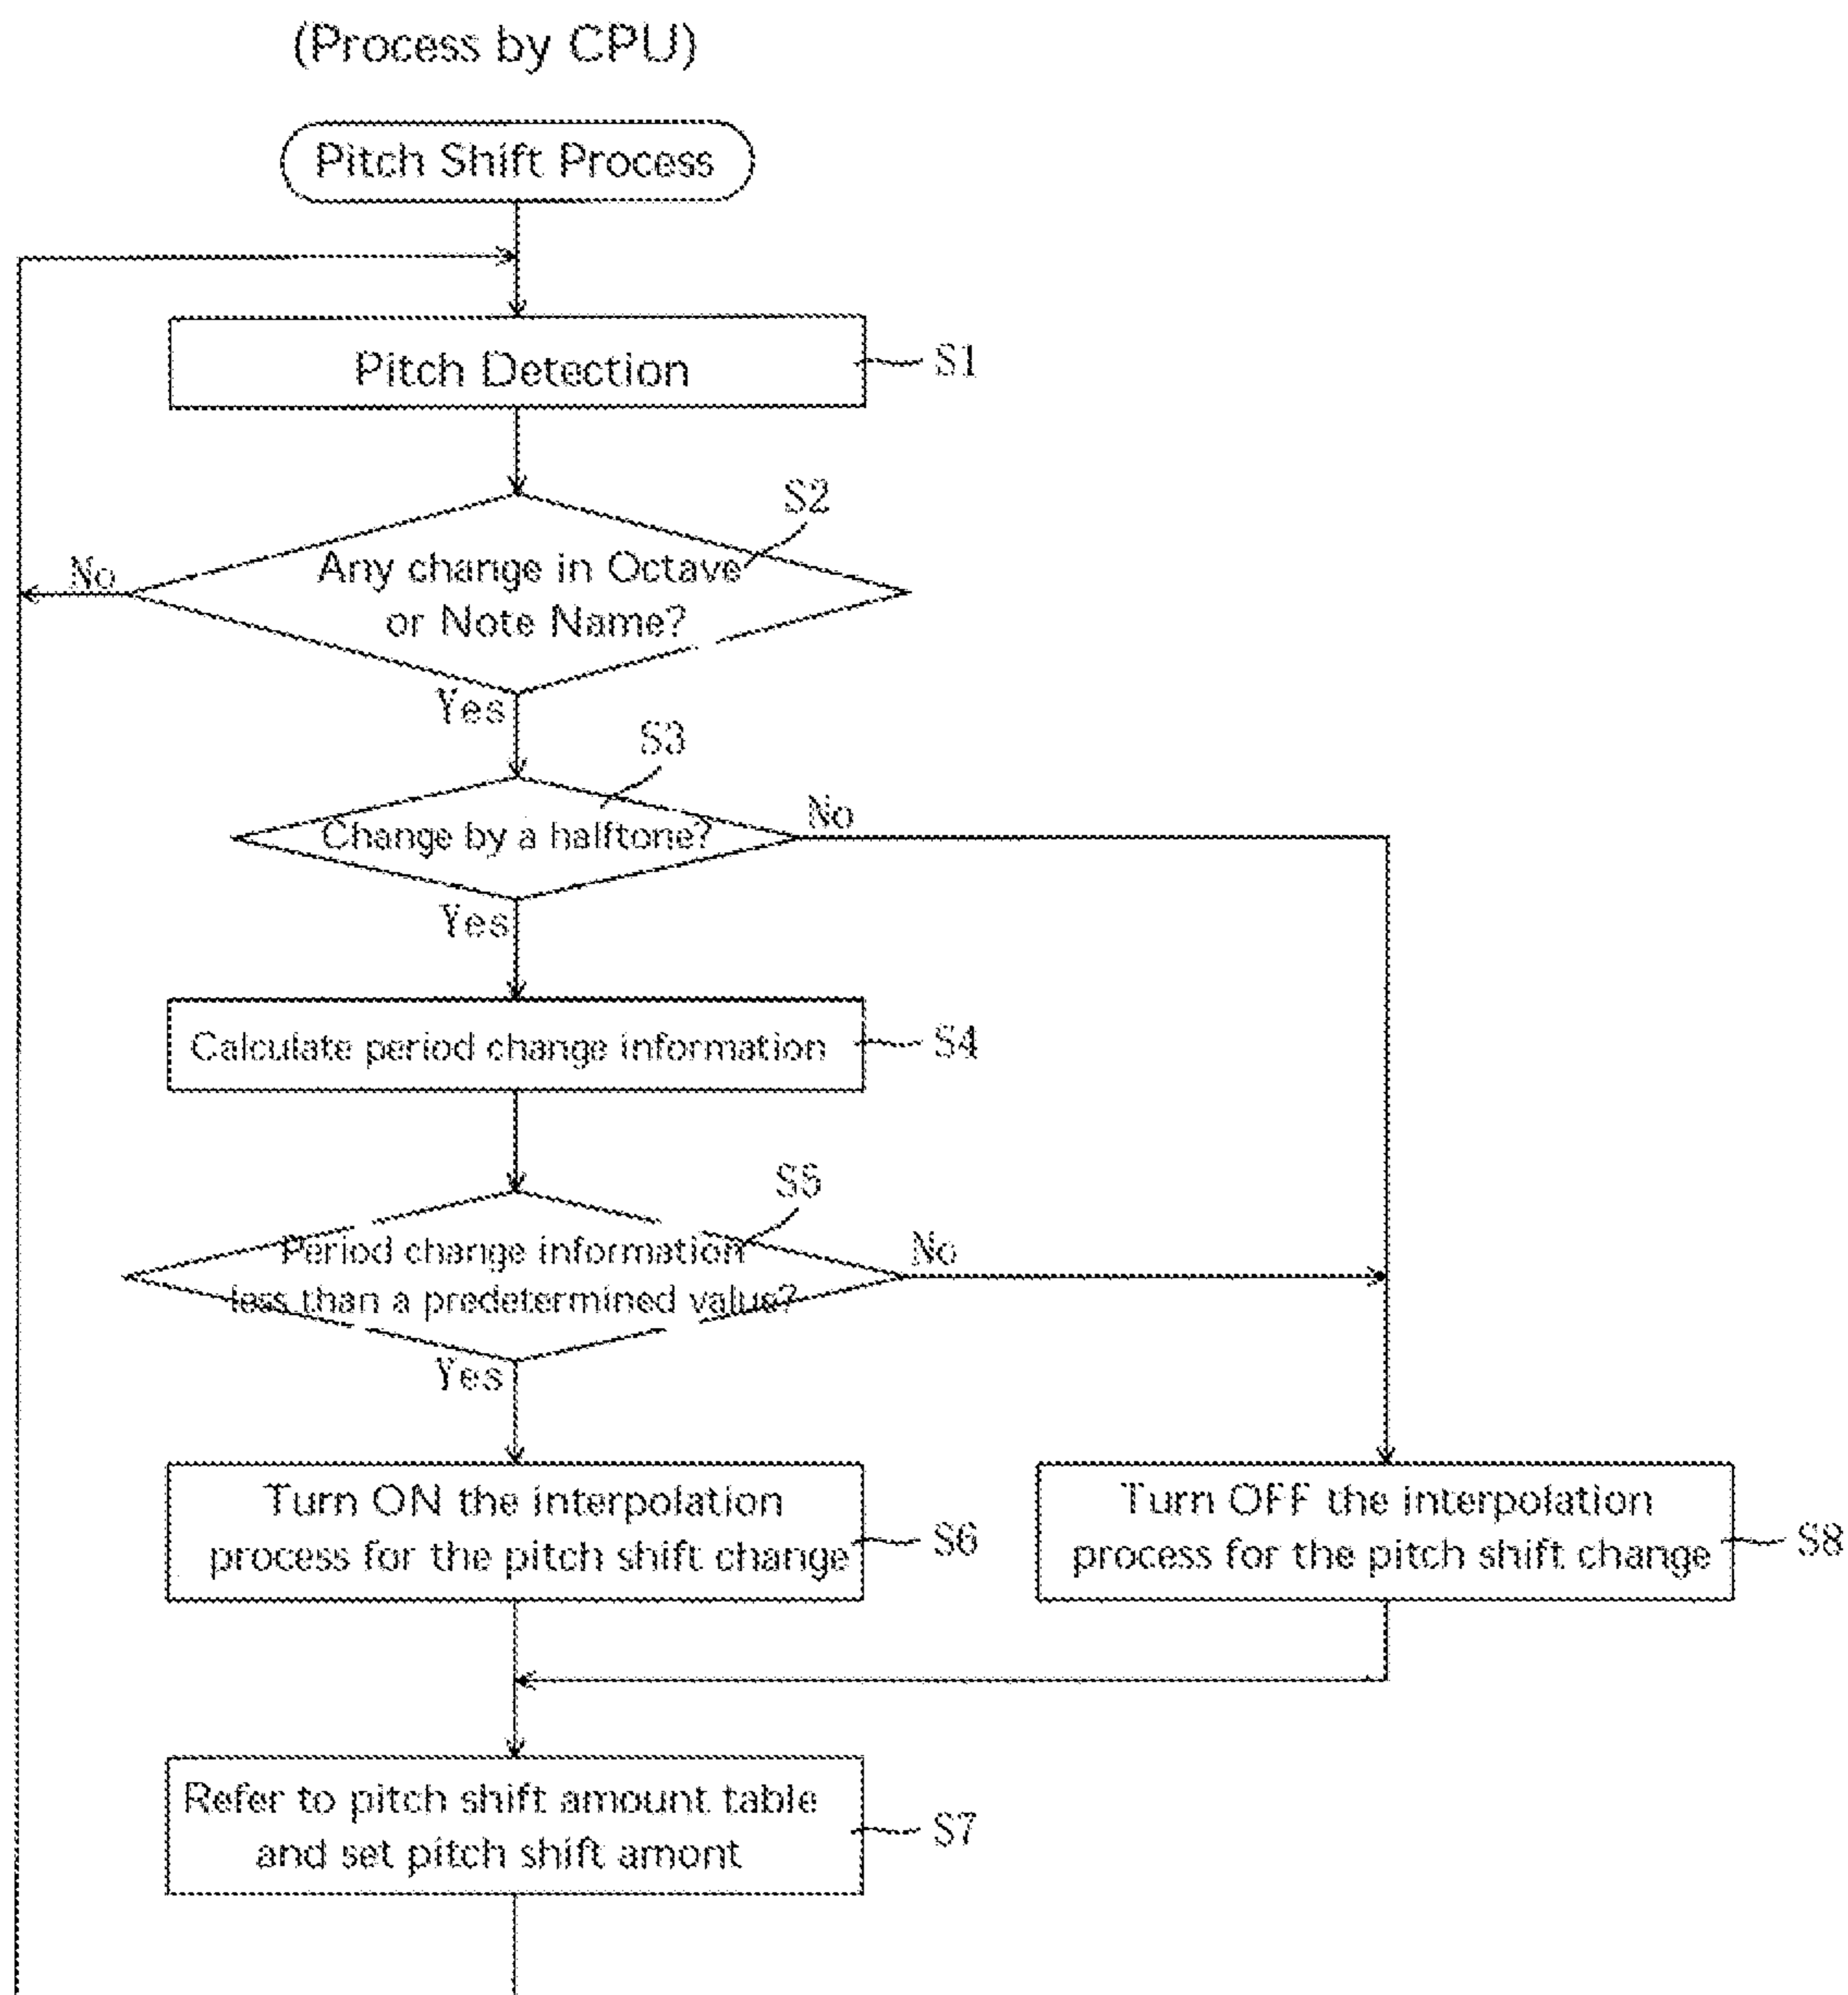 (Process by CPU)
Pitch Shift Process
Pitch Detection
S1
S2
Any change in Octave
or Note Name?
No
Yes
S3
Change by a halftone?
No
Yes
Calculate period change information
S4
S5
Period change information
less than a predetermined value?
No
Yes
Turn ON the interpolation
process for the pitch shift change
S6
Turn OFF the interpolation
process for the pitch shift change
S8
Refer to pitch shift amount table
and set pitch shift amont
S7